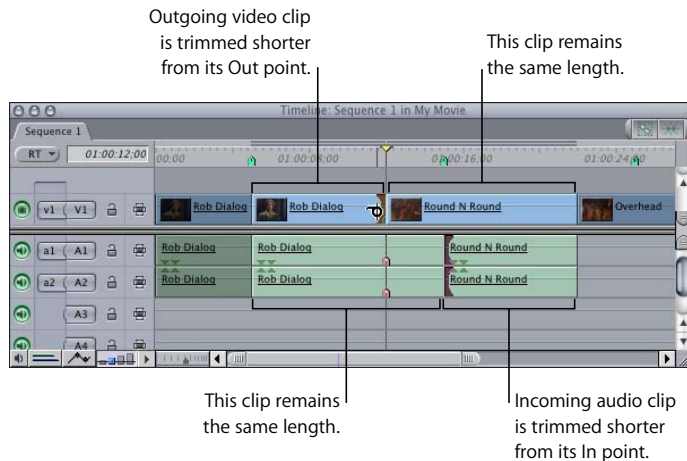 Outgoing video clip
is trimmed shorter
from its Out point.
This clip remains
the same length.
Timeline: Sequence 1 in My Movie
Sequence 1
RT 01:00:12;00 00;00 01:00:08;00 01:00:16;00 01:00:24;00
v1 V1 Rob Dialog Rob Dialog Round N Round Overhead
a1 A1 Rob Dialog Rob Dialog Round N Round
a2 A2 Rob Dialog Rob Dialog Round N Round
A3
A4
This clip remains
the same length.
Incoming audio clip
is trimmed shorter
from its In point.